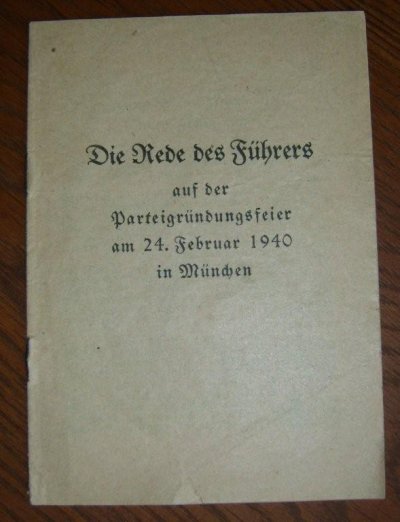 Die Rede des Führers
auf der
Parteigründungsfeier
am 24. Februar 1940
in München